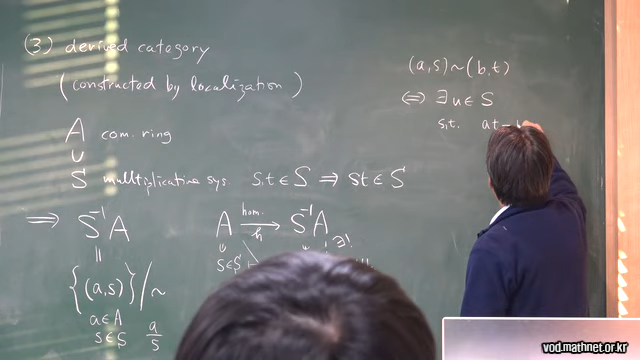 (3) derived category
(constructed by localization)
A com. ring
∪
S multiplicative sys. s,t ∈ S ⇒ st ∈ S
⇒ S⁻¹A
||
{(a,s)}/~
a ∈ A
s ∈ S
a/s
A hom. → h S⁻¹A
s ∈ S
∃!
(a,s) ~ (b,t)
⇔ ∃ u ∈ S
s.t. at –
vod.mathnet.or.kr